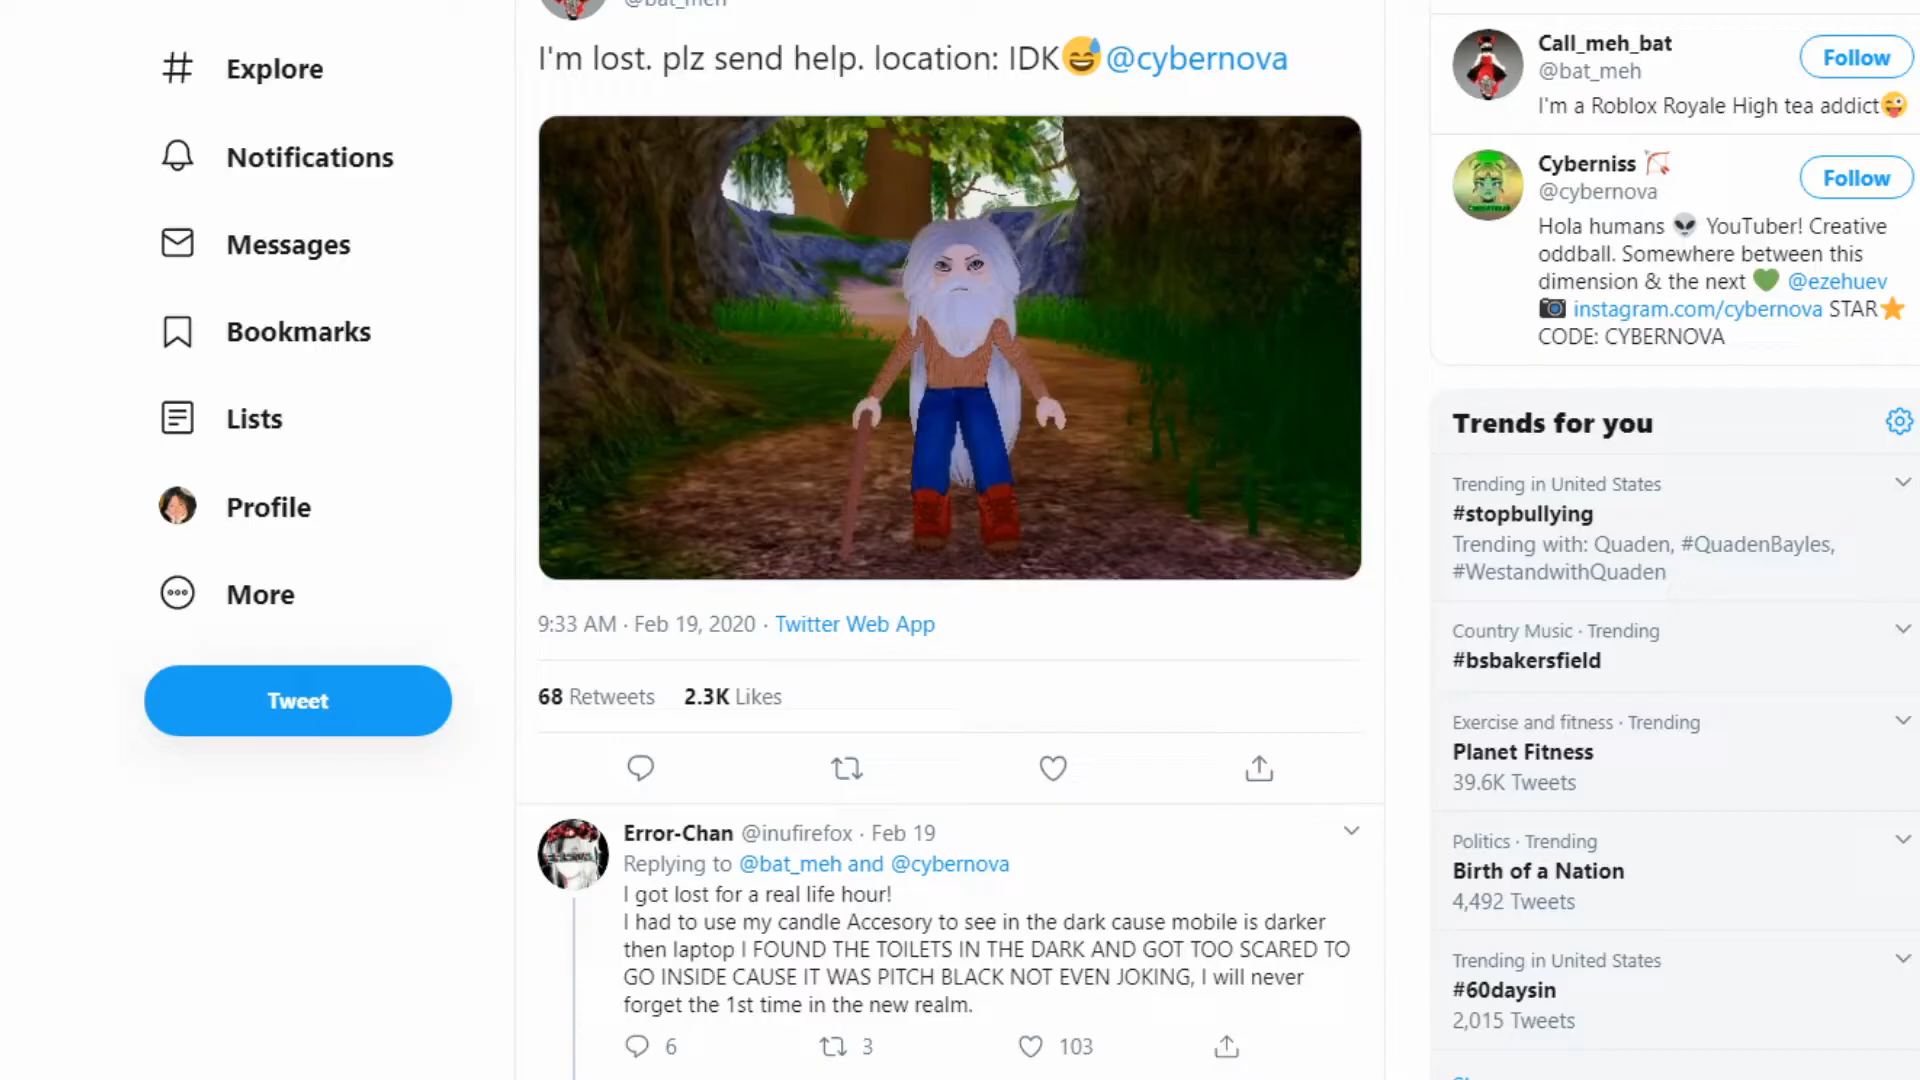 Explore
Notifications
Messages
Bookmarks
Lists
Profile
More
Tweet
@bat_meh
I'm lost. plz send help. location: IDK😅@cybernova
9:33 AM · Feb 19, 2020 · Twitter Web App
68 Retweets 2.3K Likes
Error-Chan @inufirefox · Feb 19
Replying to @bat_meh and @cybernova
I got lost for a real life hour!
I had to use my candle Accesory to see in the dark cause mobile is darker
then laptop I FOUND THE TOILETS IN THE DARK AND GOT TOO SCARED TO
GO INSIDE CAUSE IT WAS PITCH BLACK NOT EVEN JOKING, I will never
forget the 1st time in the new realm.
6 3 103
Call_meh_bat
@bat_meh
Follow
I'm a Roblox Royale High tea addict😜
Cyberniss 🏹
@cybernova
Follow
Hola humans 👽 YouTuber! Creative
oddball. Somewhere between this
dimension & the next 💚 @ezehuev
📷 instagram.com/cybernova STAR⭐
CODE: CYBERNOVA
Trends for you
Trending in United States
#stopbullying
Trending with: Quaden, #QuadenBayles,
#WestandwithQuaden
Country Music · Trending
#bsbakersfield
Exercise and fitness · Trending
Planet Fitness
39.6K Tweets
Politics · Trending
Birth of a Nation
4,492 Tweets
Trending in United States
#60daysin
2,015 Tweets